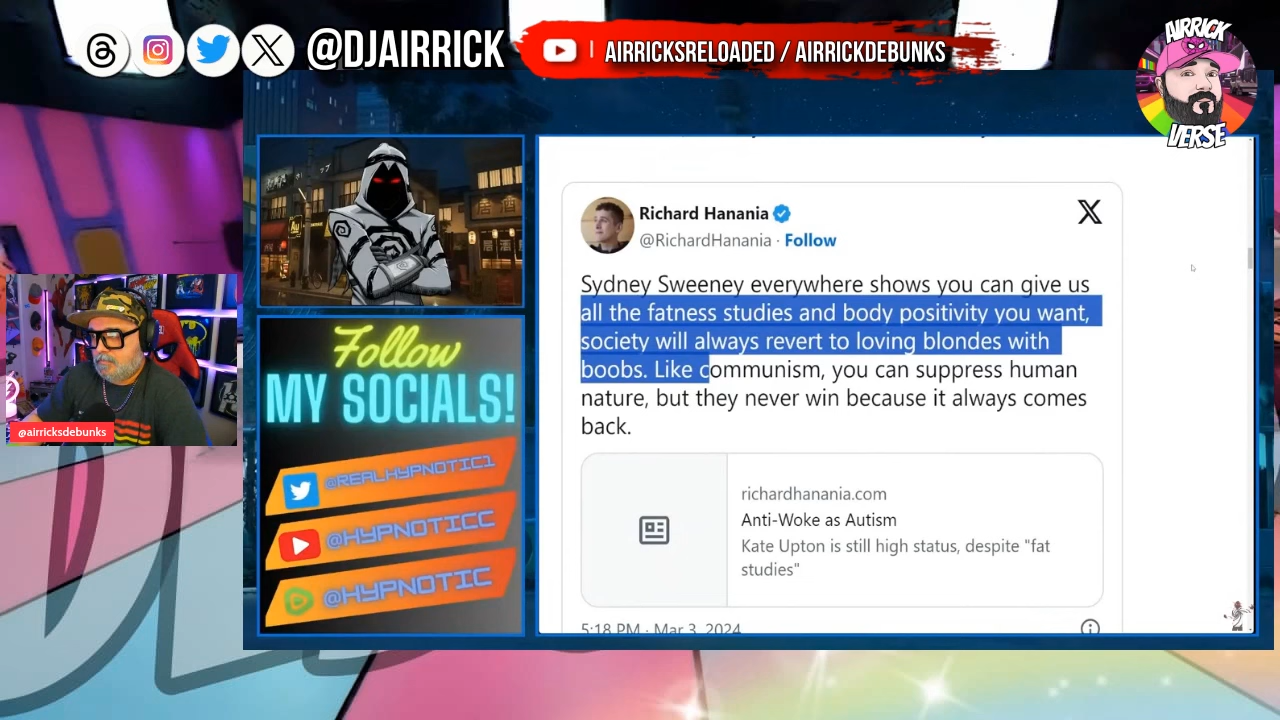 @DJAIRRICK
AIRRICKSRELOADED / AIRRICKDEBUNKS
AIRRICK
VERSE
@airricksdebunks
Follow
MY SOCIALS!
@REALHYPNOTIC1
@HYPNOTICC
@HYPNOTIC
Richard Hanania
@RichardHanania · Follow
Sydney Sweeney everywhere shows you can give us
all the fatness studies and body positivity you want,
society will always revert to loving blondes with
boobs. Like communism, you can suppress human
nature, but they never win because it always comes
back.
richardhanania.com
Anti-Woke as Autism
Kate Upton is still high status, despite "fat
studies"
5:18 PM · Mar 3, 2024